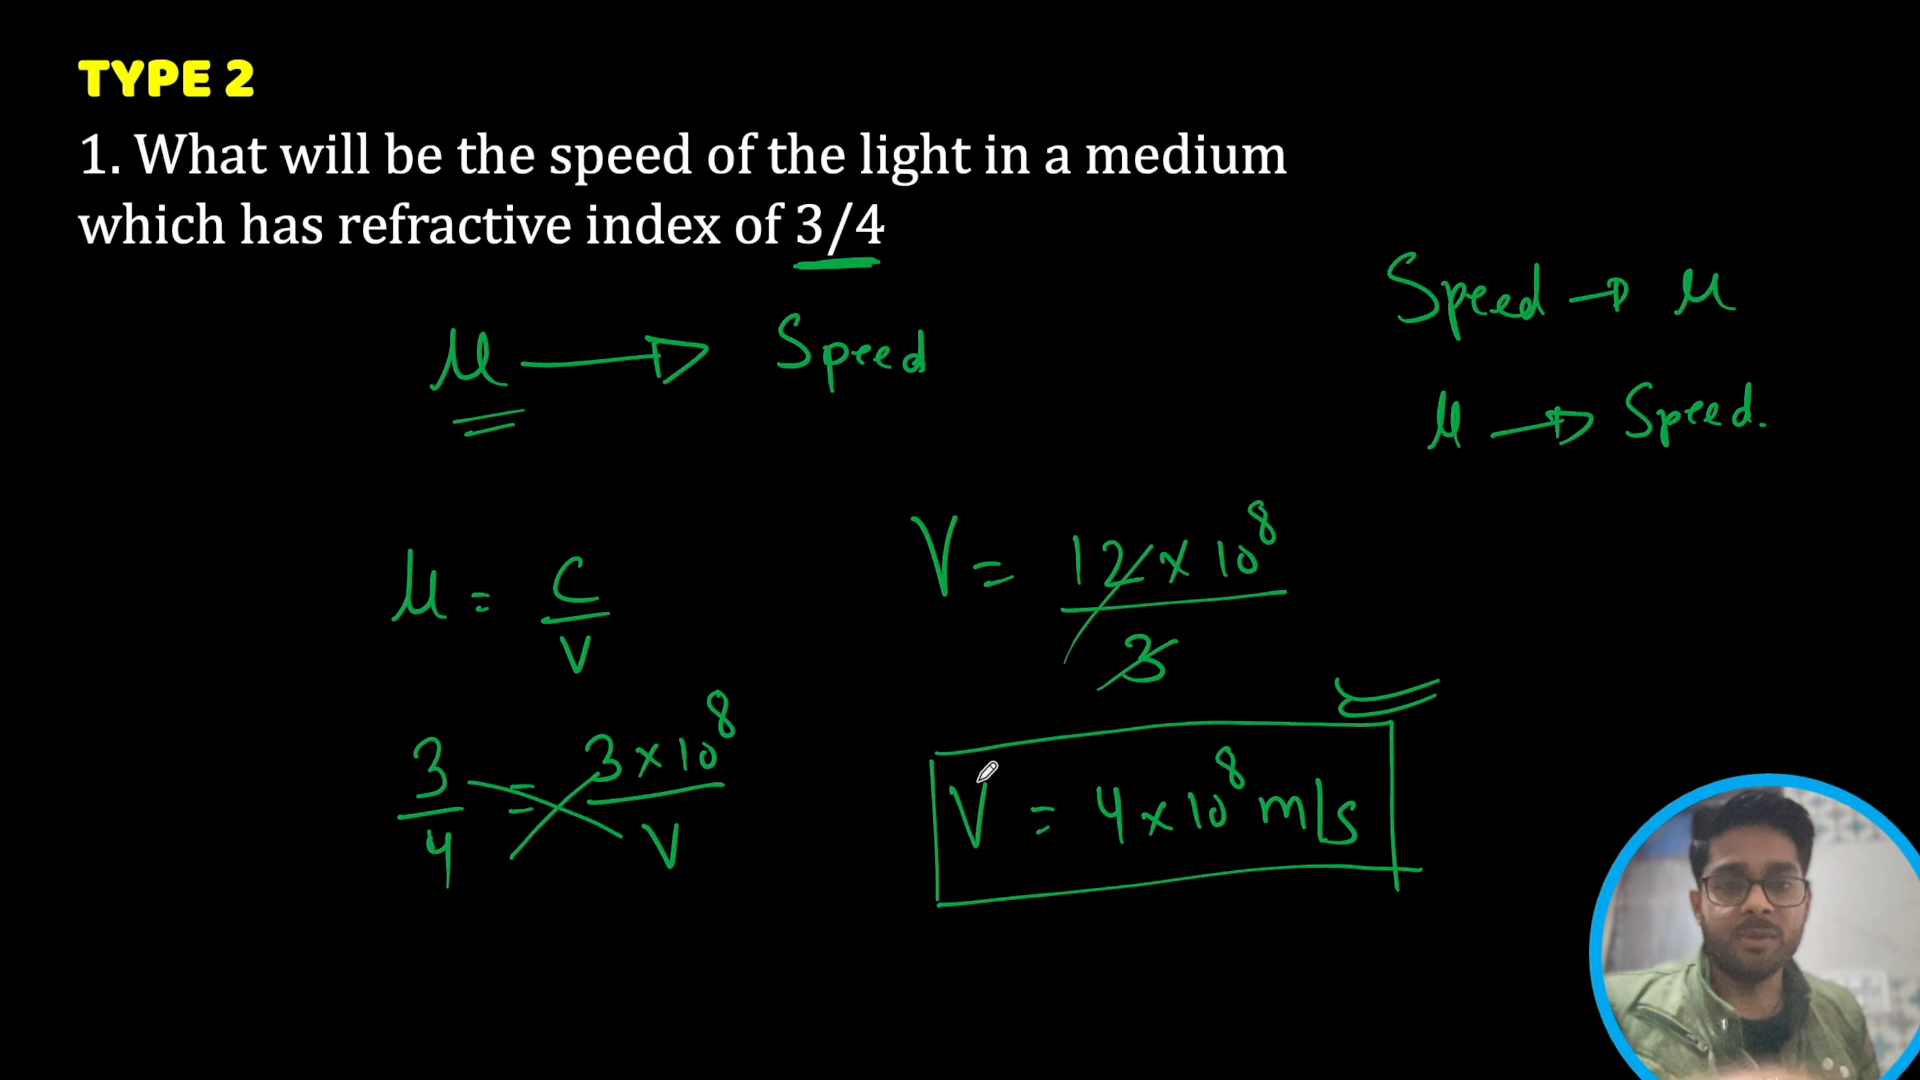 TYPE 2
1. What will be the speed of the light in a medium
which has refractive index of 3/4
μ → Speed
Speed → μ
μ → Speed.
μ = C/V
3/4 = 3 × 10⁸/V
V = 12 × 10⁸/3
V = 4 × 10⁸ m/s